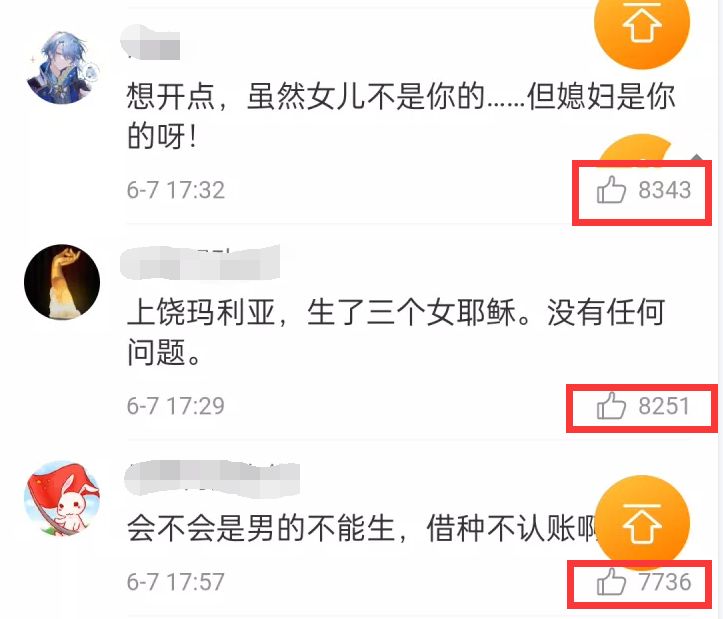 想开点，虽然女儿不是你的……但媳妇是你
的呀！
6-7 17:32
8343
上饶玛利亚，生了三个女耶稣。没有任何
问题。
6-7 17:29
8251
会不会是男的不能生，借种不认账啊
6-7 17:57
7736